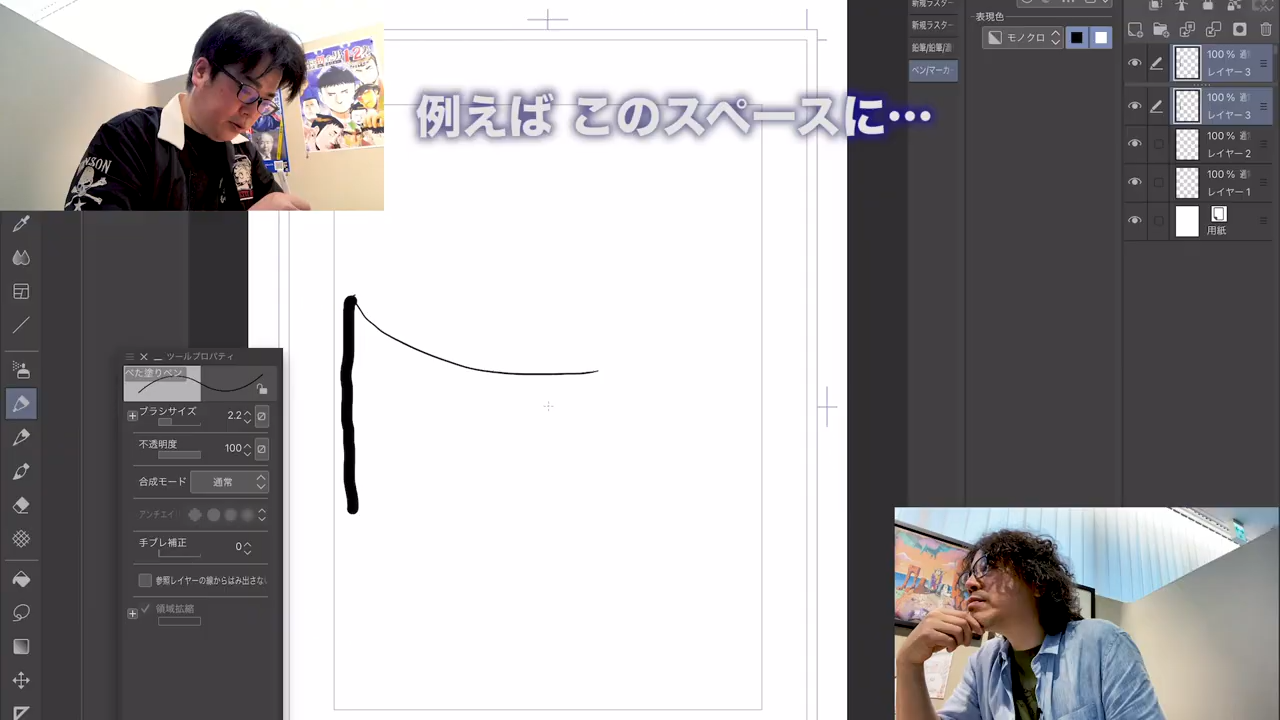 例えば このスペースに…
NSON
12
新規ラスター
新規ラスター
ペン/マーカー
表現色
モノクロ
100 %
レイヤー 3
100 %
レイヤー 3
100 %
レイヤー 2
100 %
レイヤー 1
用紙
ツールプロパティ
べた塗りペン
ブラシサイズ
2.2
不透明度
100
合成モード
通常
アンチエイ
手ブレ補正
0
参照レイヤーの線からはみ出さない
領域拡縮